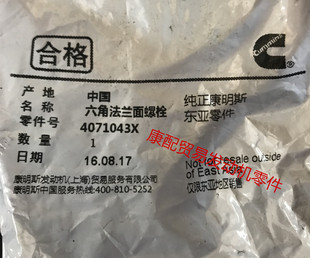 合格
Cummins
产地 中国
名称 六角法兰面螺栓
零件号 4071043X
数量 1
日期 16.08.17
纯正康明斯
东亚零件
Not for resale outside
of East Asia
仅限东亚地区销售
康明斯发动机(上海)贸易服务有限公司
康明斯中国服务热线:400-810-5252
康配贸易发动机零件